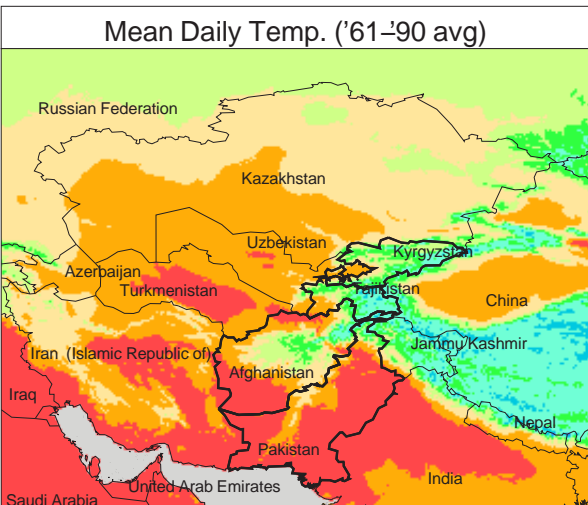 Mean Daily Temp. ('61–'90 avg)
Russian Federation
Kazakhstan
Uzbekistan
Kyrgyzstan
Azerbaijan
Turkmenistan
Tajikistan
China
Iran (Islamic Republic of)
Jammu/Kashmir
Afghanistan
Iraq
Nepal
Pakistan
India
United Arab Emirates
Saudi Arabia